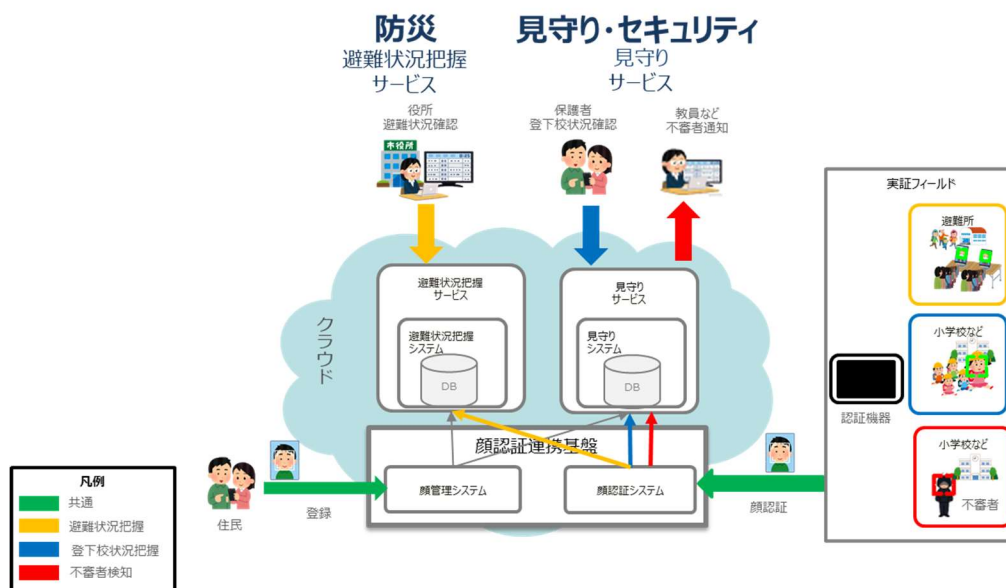 防災
避難状況把握
サービス
見守り・セキュリティ
見守り
サービス
役所
避難状況確認
保護者
登下校状況確認
教員など
不審者通知
市役所
実証フィールド
避難所
小学校など
認証機器
小学校など
不審者
クラウド
避難状況把握
サービス
避難状況把握
システム
DB
見守り
サービス
見守り
システム
DB
顔認証連携基盤
顔管理システム
顔認証システム
住民
登録
顔認証
凡例
共通
避難状況把握
登下校状況把握
不審者検知